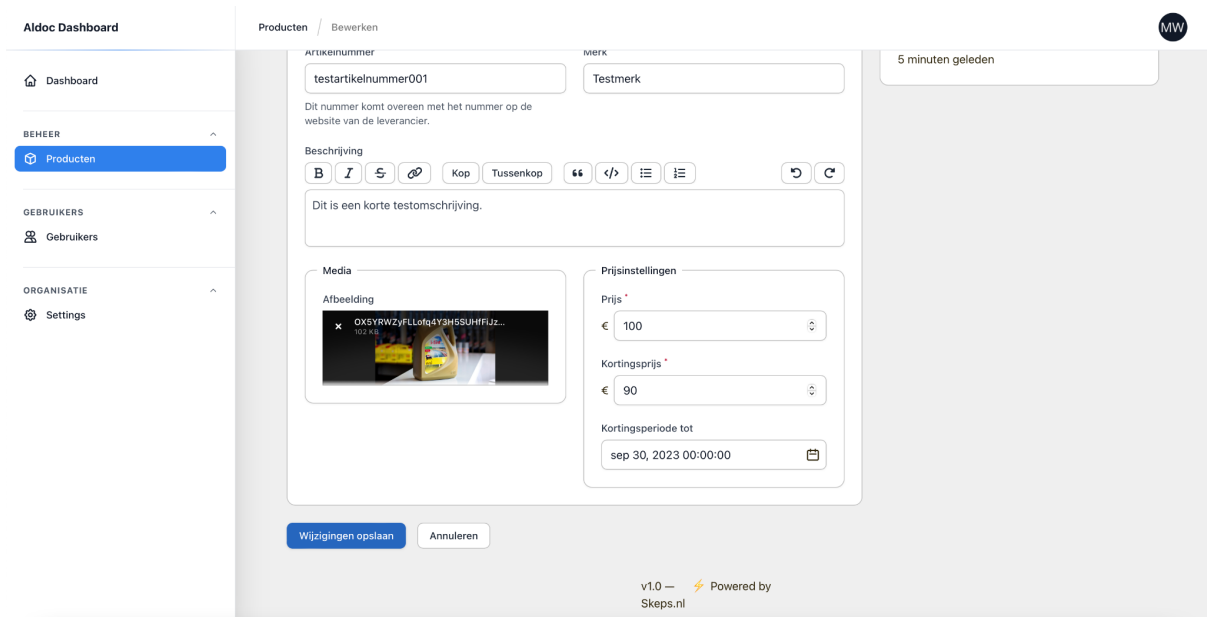 Aldoc Dashboard
Producten / Bewerken
MW
Dashboard
BEHEER
Producten
GEBRUIKERS
Gebruikers
ORGANISATIE
Settings
Artikelnummer
Merk
testartikelnummer001
Testmerk
Dit nummer komt overeen met het nummer op de
website van de leverancier.
Beschrijving
B I S Kop Tussenkop
Dit is een korte testomschrijving.
Media
Afbeelding
OX5YRWZyFLLofq4Y3H5SUHfFiJz...
102 KB
Prijsinstellingen
Prijs*
€ 100
Kortingsprijs*
€ 90
Kortingsperiode tot
sep 30, 2023 00:00:00
5 minuten geleden
Wijzigingen opslaan
Annuleren
v1.0 — ⚡ Powered by
Skeps.nl